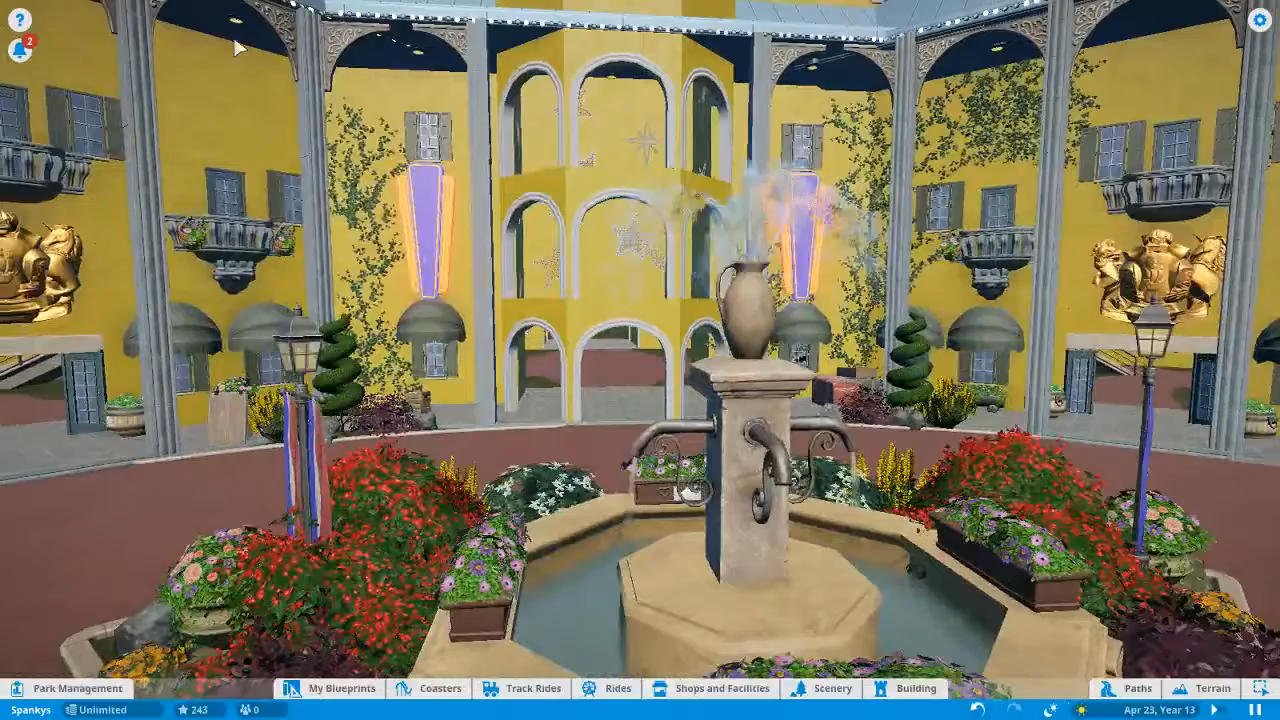 ?
2
Park Management
My Blueprints
Coasters
Track Rides
Rides
Shops and Facilities
Scenery
Building
Paths
Terrain
Spankys
Unlimited
243
0
Apr 23, Year 13